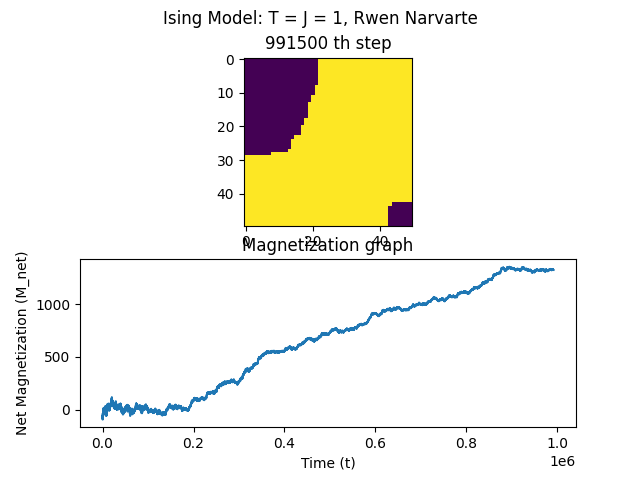 Ising Model: T = J = 1, Rwen Narvarte
991500 th step
0
10
20
30
40
0 20 40
Magnetization graph
Net Magnetization (M_net)
1000
500
0
0.0 0.2 0.4 0.6 0.8 1.0
1e6
Time (t)